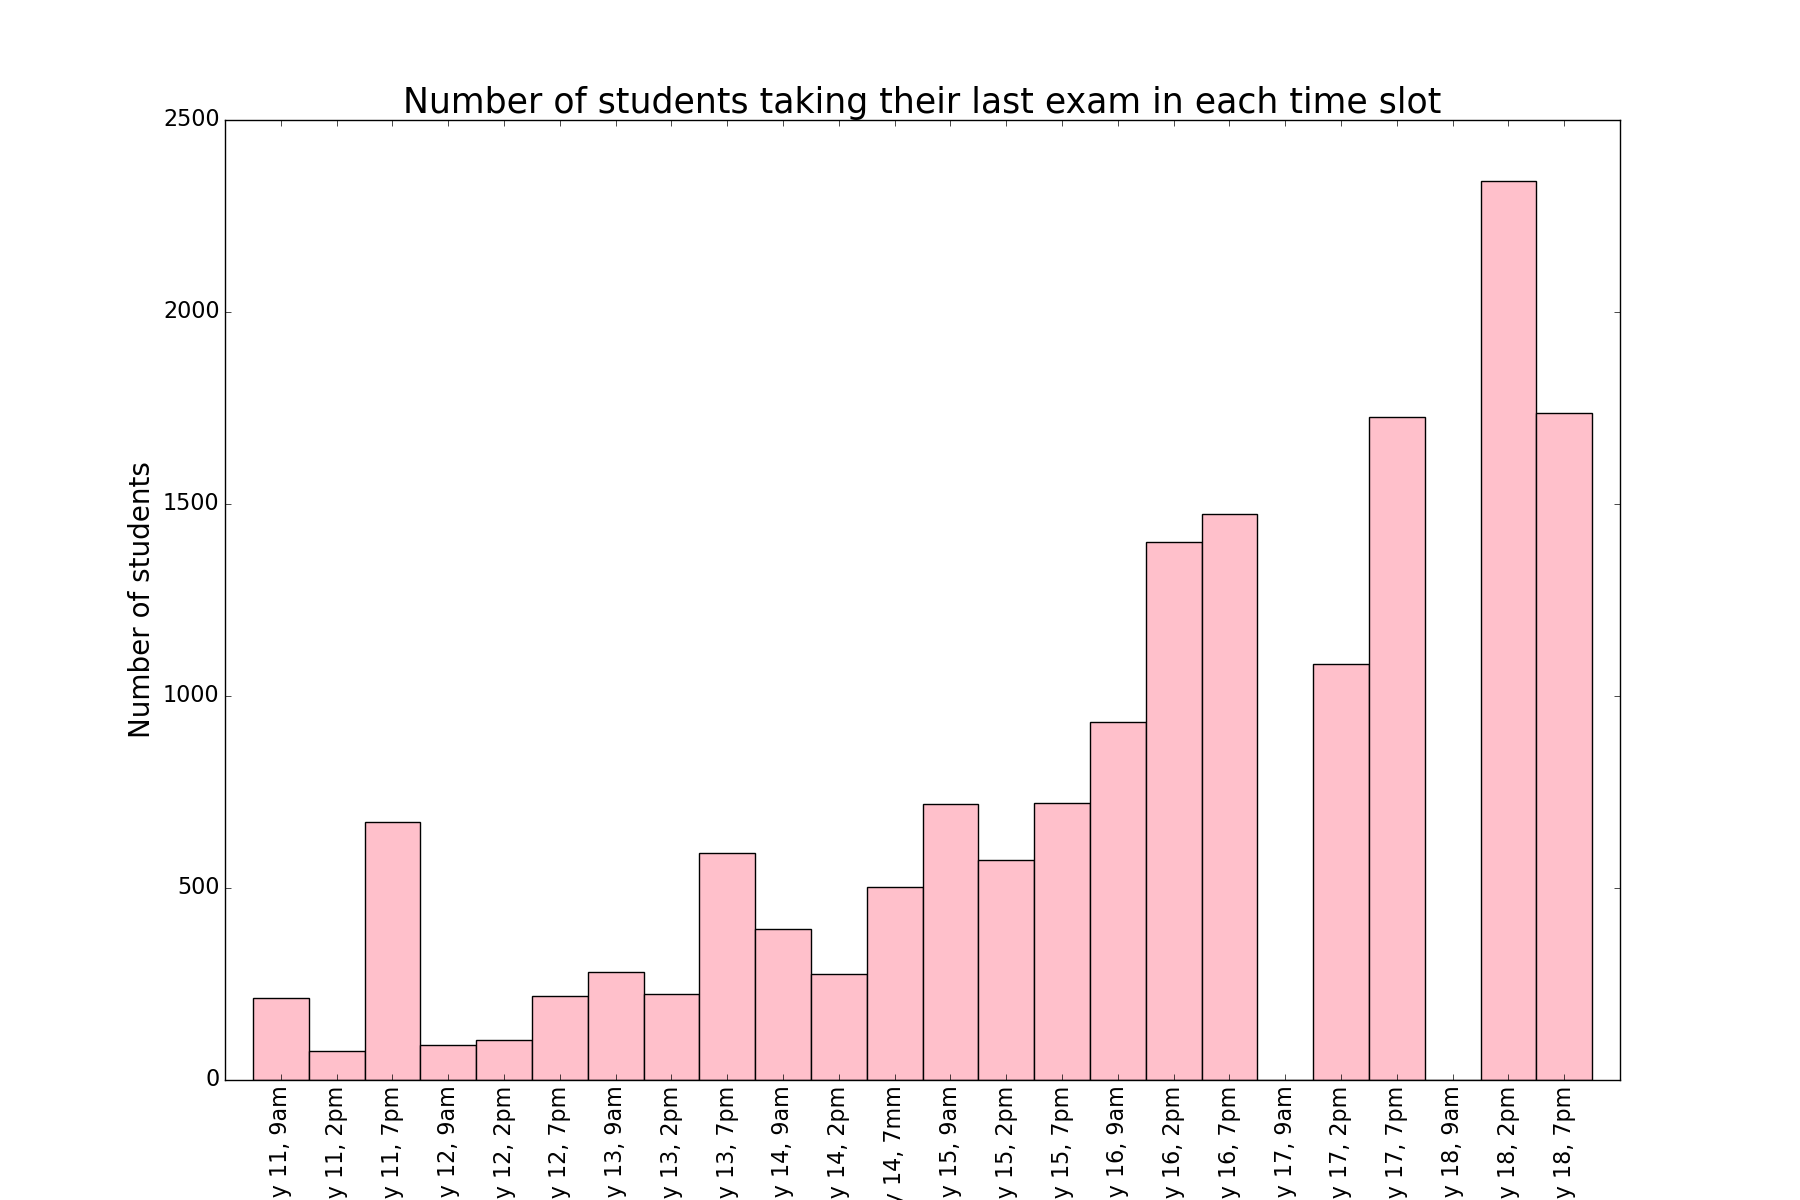 Number of students taking their last exam in each time slot
2500
2000
1500
1000
500
0
Number of students
y 11, 9am
y 11, 2pm
y 11, 7pm
y 12, 9am
y 12, 2pm
y 12, 7pm
y 13, 9am
y 13, 2pm
y 13, 7pm
y 14, 9am
y 14, 2pm
y 14, 7mm
y 15, 9am
y 15, 2pm
y 15, 7pm
y 16, 9am
y 16, 2pm
y 16, 7pm
y 17, 9am
y 17, 2pm
y 17, 7pm
y 18, 9am
y 18, 2pm
y 18, 7pm